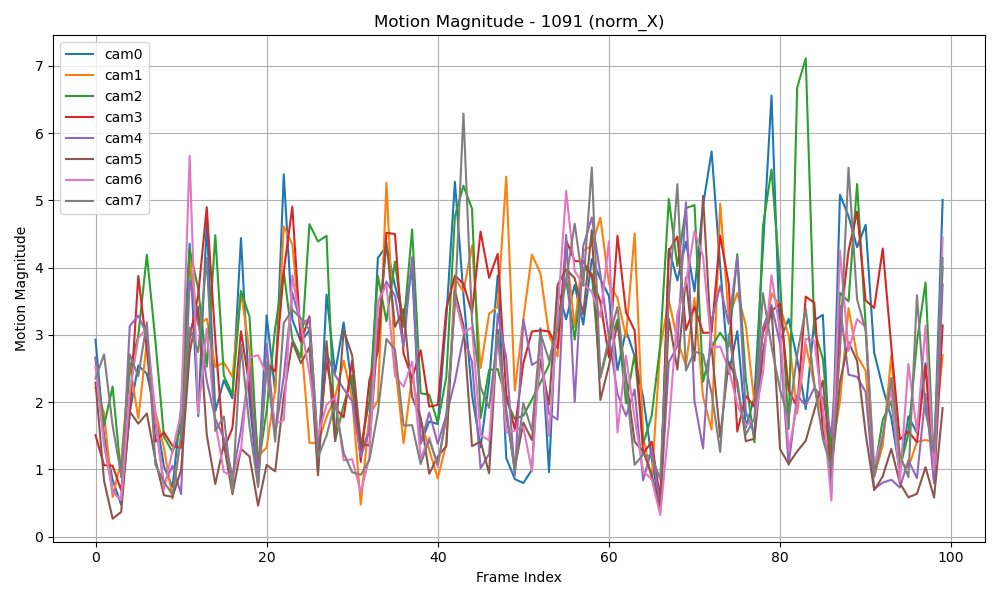 Motion Magnitude - 1091 (norm_X)
cam0
cam1
cam2
cam3
cam4
cam5
cam6
cam7
Motion Magnitude
7
6
5
4
3
2
1
0
0 20 40 60 80 100
Frame Index